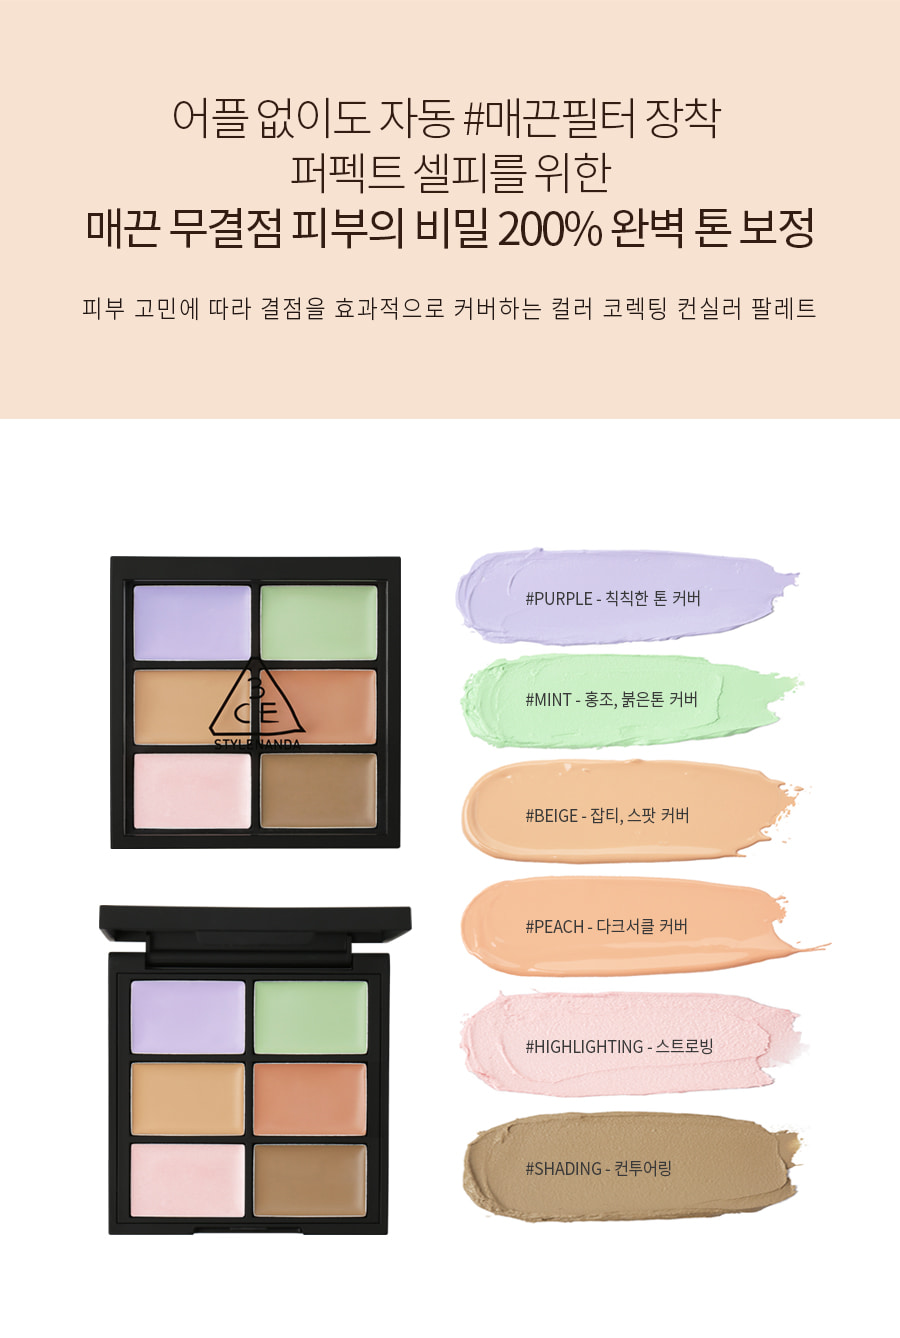 어플 없이도 자동 #매끈필터 장착
퍼펙트 셀피를 위한
매끈 무결점 피부의 비밀 200% 완벽 톤 보정
피부 고민에 따라 결점을 효과적으로 커버하는 컬러 코렉팅 컨실러 팔레트
3
CE
STYLENANDA
#PURPLE - 칙칙한 톤 커버
#MINT - 홍조, 붉은톤 커버
#BEIGE - 잡티, 스팟 커버
#PEACH - 다크서클 커버
#HIGHLIGHTING - 스트로빙
#SHADING - 컨투어링